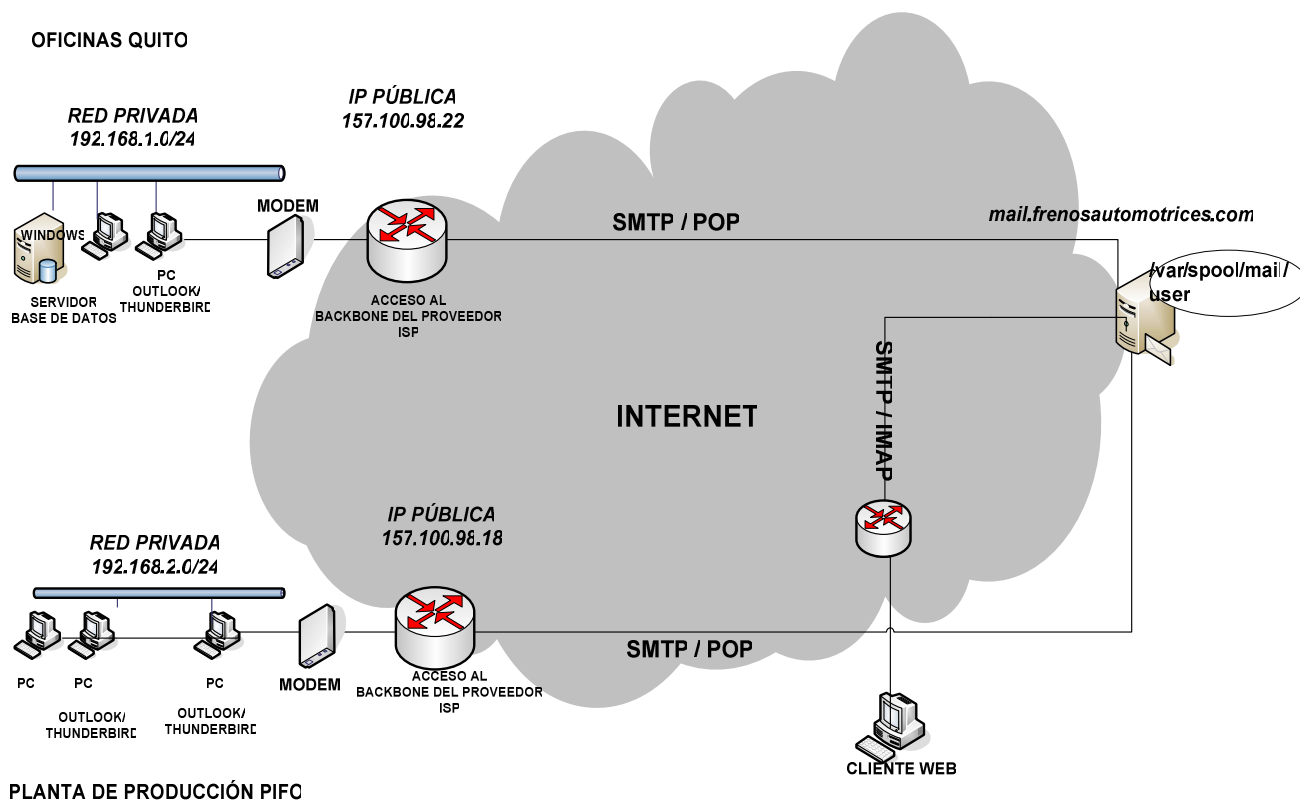 OFICINAS QUITO
RED PRIVADA
192.168.1.0/24
IP PÚBLICA
157.100.98.22
MODEM
WINDOWS
SERVIDOR
BASE DE DATOS
PC
OUTLOOK/
THUNDERBIRD
ACCESO AL
BACKBONE DEL PROVEEDOR
ISP
SMTP / POP
mail.frenosautomotrices.com
/var/spool/mail/
user
SMTP / IMAP
INTERNET
IP PÚBLICA
157.100.98.18
RED PRIVADA
192.168.2.0/24
PC
PC
PC
OUTLOOK/
THUNDERBIRD
OUTLOOK/
THUNDERBIRD
MODEM
ACCESO AL
BACKBONE DEL PROVEEDOR
ISP
SMTP / POP
CLIENTE WEB
PLANTA DE PRODUCCIÓN PIFO